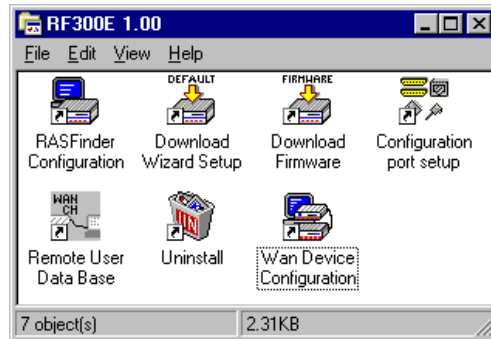 RF300E 1.00
File Edit View Help
DEFAULT
FIRMWARE
RASFinder
Configuration
Download
Wizard Setup
Download
Firmware
Configuration
port setup
WAN
CH
UN
Remote User
Data Base
Uninstall
Wan Device
Configuration
7 object(s)
2.31KB